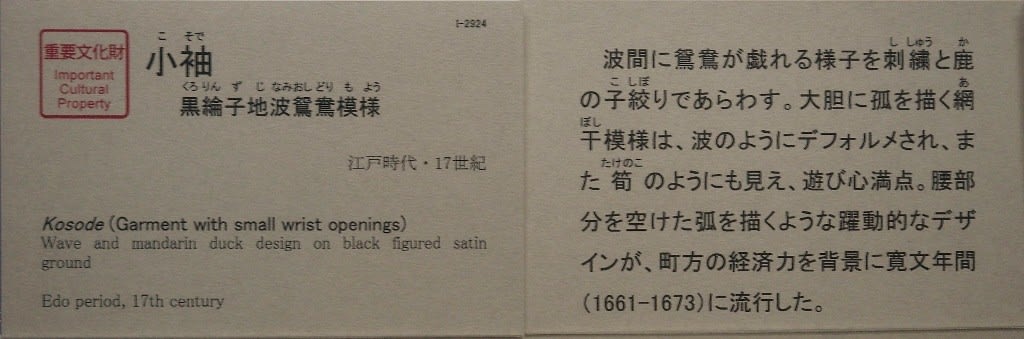 I-2924
重要文化財
Important
Cultural
Property
こ そで
小袖
くろ りん ず じ なみおしどり も よう
黒綸子地波鴛鴦模様
江戸時代・17世紀
Kosode (Garment with small wrist openings)
Wave and mandarin duck design on black figured satin
ground
Edo period, 17th century
し しゅう か
波間に鴛鴦が戯れる様子を刺繡と鹿
こ しぼ あ
の子絞りであらわす。大胆に孤を描く網
ぼし
干模様は、波のようにデフォルメされ、ま
たけのこ
た 筍 のようにも見え、遊び心満点。腰部
分を空けた弧を描くような躍動的なデザ
インが、町方の経済力を背景に寛文年間
(1661-1673)に流行した。